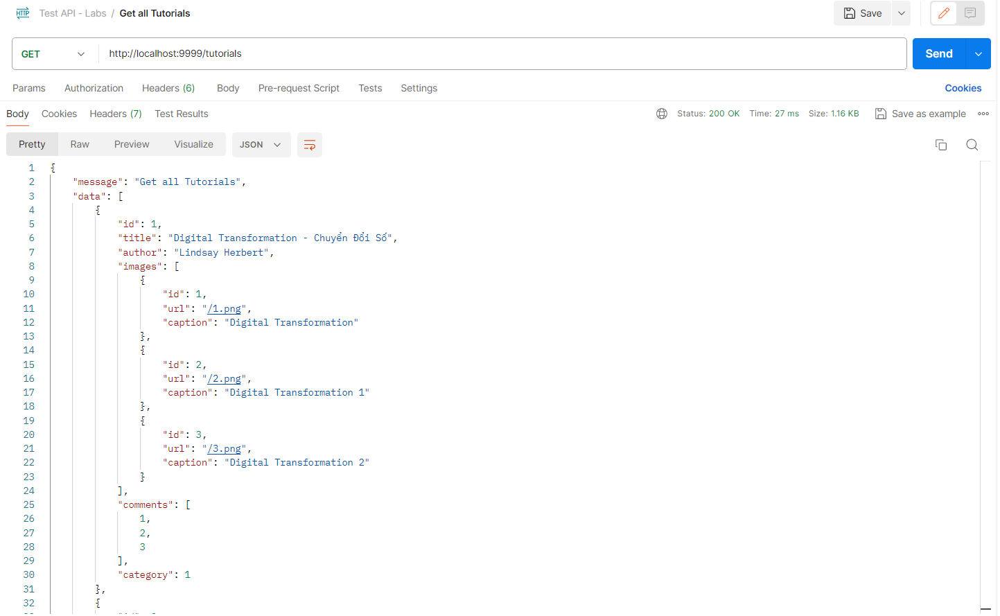 HTTP Test API - Labs / Get all Tutorials Save
GET http://localhost:9999/tutorials Send
Params Authorization Headers (6) Body Pre-request Script Tests Settings Cookies
Body Cookies Headers (7) Test Results Status: 200 OK Time: 27 ms Size: 1.16 KB Save as example
Pretty Raw Preview Visualize JSON
1 {
2 "message": "Get all Tutorials",
3 "data": [
4 {
5 "id": 1,
6 "title": "Digital Transformation - Chuyển Đổi Số",
7 "author": "Lindsay Herbert",
8 "images": [
9 {
10 "id": 1,
11 "url": "/1.png",
12 "caption": "Digital Transformation"
13 },
14 {
15 "id": 2,
16 "url": "/2.png",
17 "caption": "Digital Transformation 1"
18 },
19 {
20 "id": 3,
21 "url": "/3.png",
22 "caption": "Digital Transformation 2"
23 }
24 ],
25 "comments": [
26 1,
27 2,
28 3
29 ],
30 "category": 1
31 },
32 {